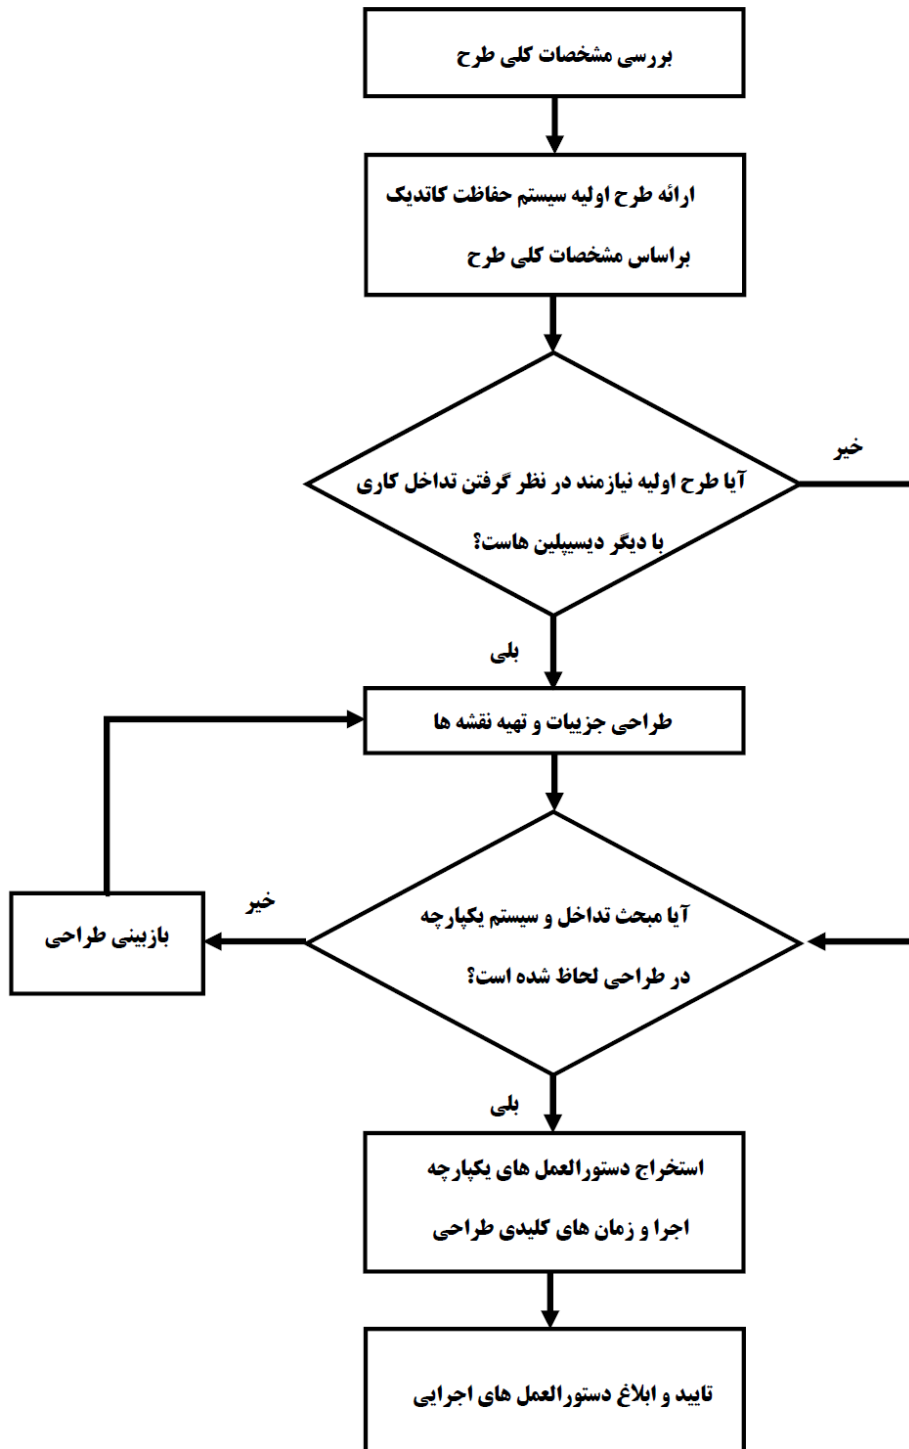 بررسی مشخصات کلی طرح
ارائه طرح اولیه سیستم حفاظت کاتدیک
براساس مشخصات کلی طرح
خیر
آیا طرح اولیه نیازمند در نظر گرفتن تداخل کاری
با دیگر دیسیپلین هاست؟
بلی
طراحی جزییات و تهیه نقشه ها
آیا مبحث تداخل و سیستم یکپارچه
در طراحی لحاظ شده است؟
خیر
بازبینی طراحی
بلی
استخراج دستورالعمل های یکپارچه
اجرا و زمان های کلیدی طراحی
تایید و ابلاغ دستورالعمل های اجرایی